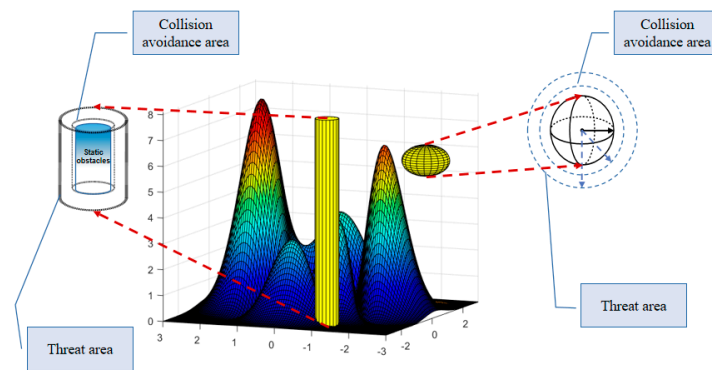 Collision
avoidance area
Collision
avoidance area
Static
obstacles
8
7
6
5
4
3
2
1
0
3
2
1
0
-1
-2
-3
-2
0
2
Threat area
Threat area